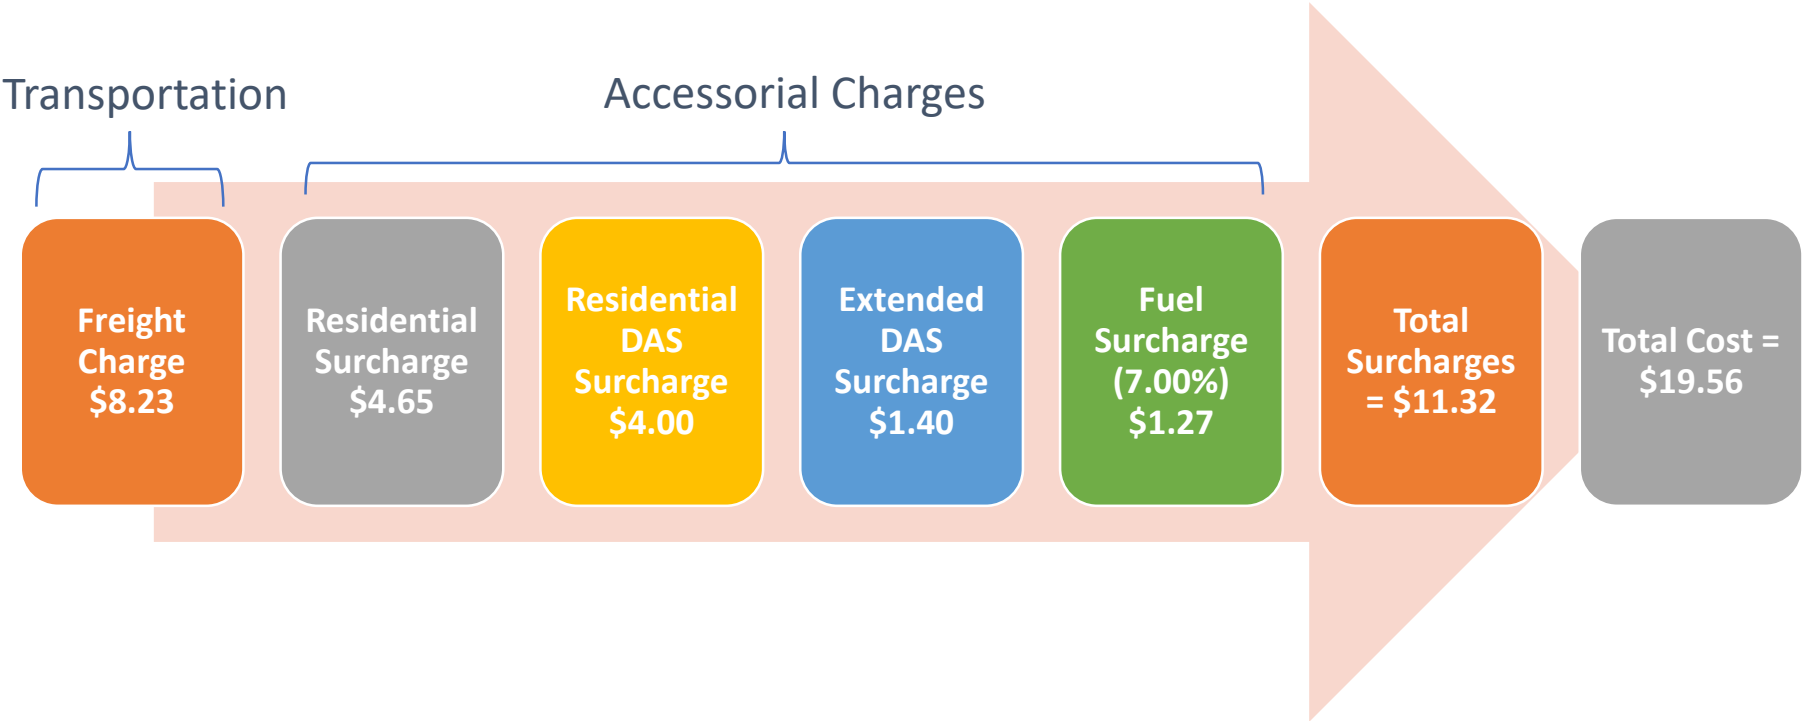 Transportation
Accessorial Charges
Freight
Charge
$8.23
Residential
Surcharge
$4.65
Residential
DAS
Surcharge
$4.00
Extended
DAS
Surcharge
$1.40
Fuel
Surcharge
(7.00%)
$1.27
Total
Surcharges
= $11.32
Total Cost =
$19.56